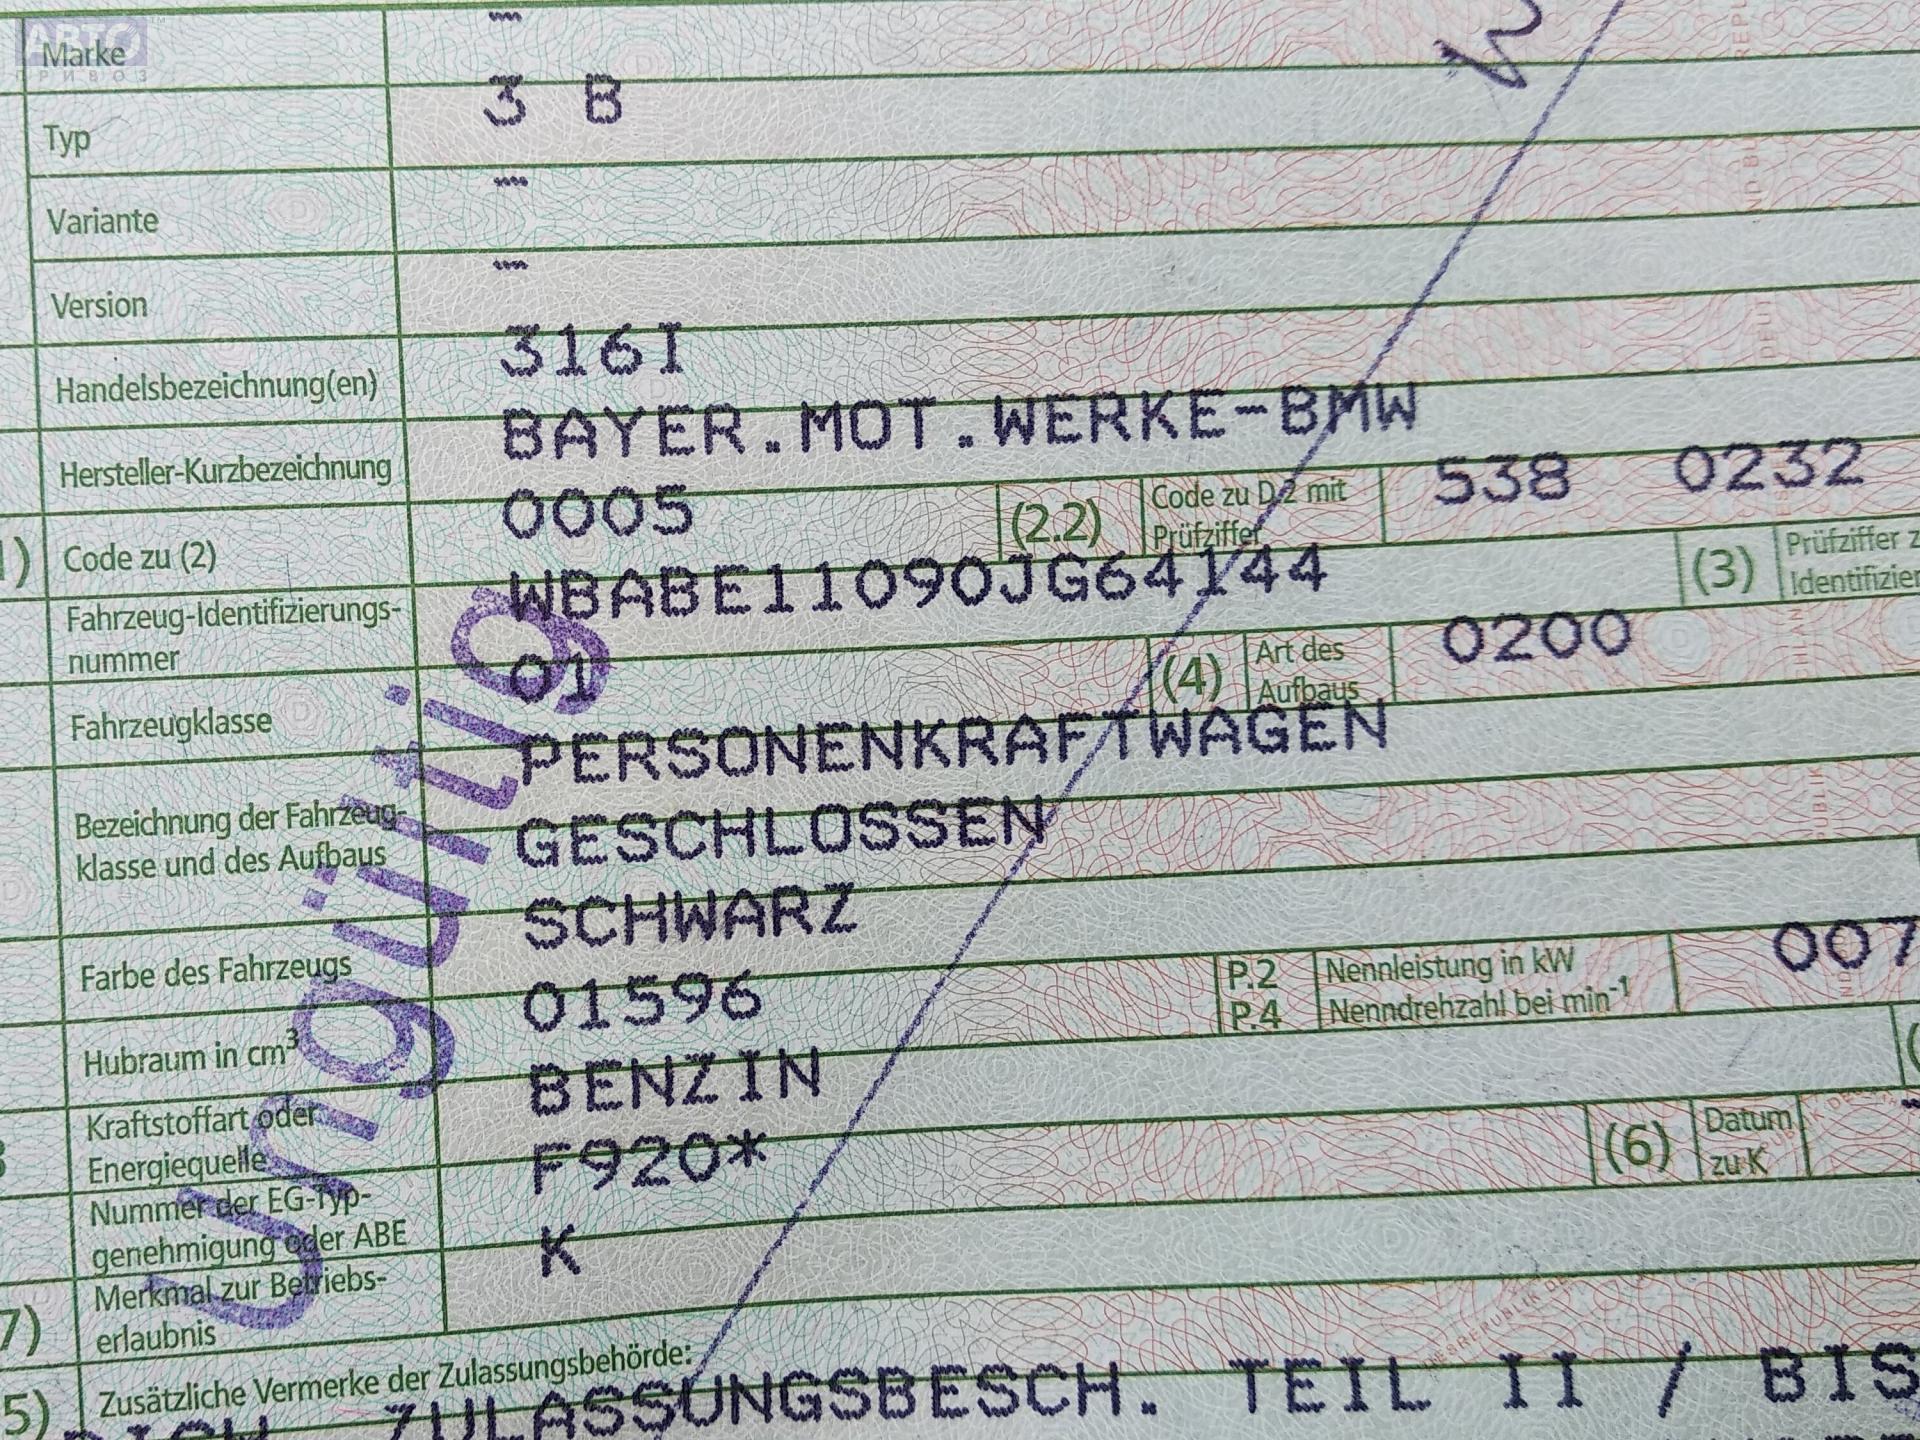 АВТО
ПРИВОЗ
Marke –
Typ 3 B
Variante –
Version –
Handelsbezeichnung(en) 316I
Hersteller-Kurzbezeichnung BAYER.MOT.WERKE-BMW
Code zu (2) 0005 (2.2) Code zu D.2 mit Prüfziffer 538 0232
Fahrzeug-Identifizierungs-
nummer WBABE11090JG64144 (3) Prüfziffer
Fahrzeugklasse 01 (4) Art des Aufbaus 0200
Bezeichnung der Fahrzeug- PERSONENKRAFTWAGEN
klasse und des Aufbaus GESCHLOSSEN
Farbe des Fahrzeugs SCHWARZ
Hubraum in cm³ 01596 P.2 Nennleistung in kW
P.4 Nenndrehzahl bei min⁻¹ 007
Kraftstoffart oder
Energiequelle BENZIN
Nummer der EG-Typ-
genehmigung oder ABE F920* (6) Datum zu K
Merkmal zur Betriebs-
erlaubnis K
Zusätzliche Vermerke der Zulassungsbehörde:
ZULASSUNGSBESCH. TEIL II / BIS
Ungültig